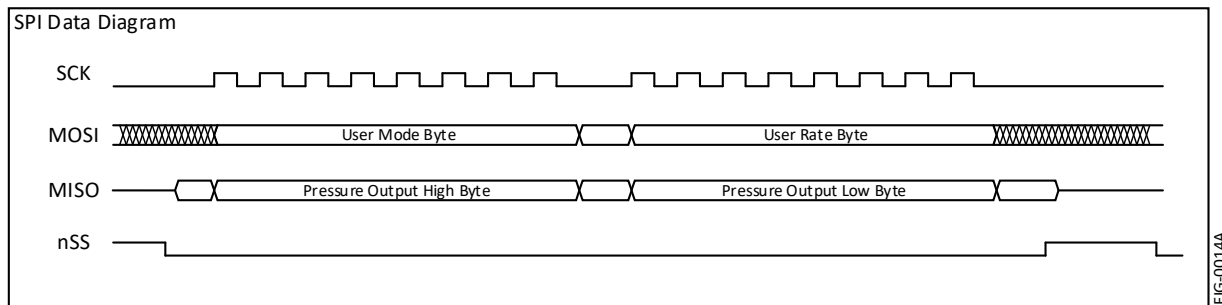 SPI Data Diagram
SCK
MOSI
User Mode Byte
User Rate Byte
MISO
Pressure Output High Byte
Pressure Output Low Byte
nSS
FIG-0014A